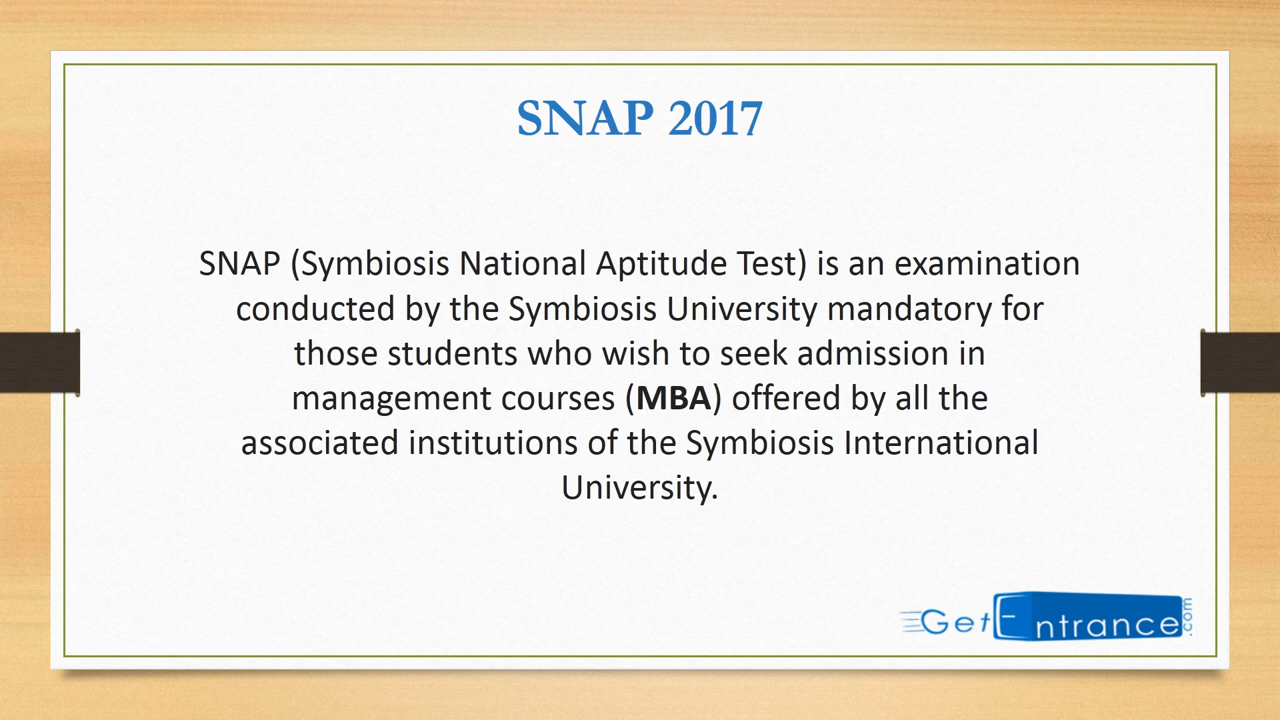 SNAP 2017
SNAP (Symbiosis National Aptitude Test) is an examination
conducted by the Symbiosis University mandatory for
those students who wish to seek admission in
management courses (MBA) offered by all the
associated institutions of the Symbiosis International
University.
GetEntrance.com